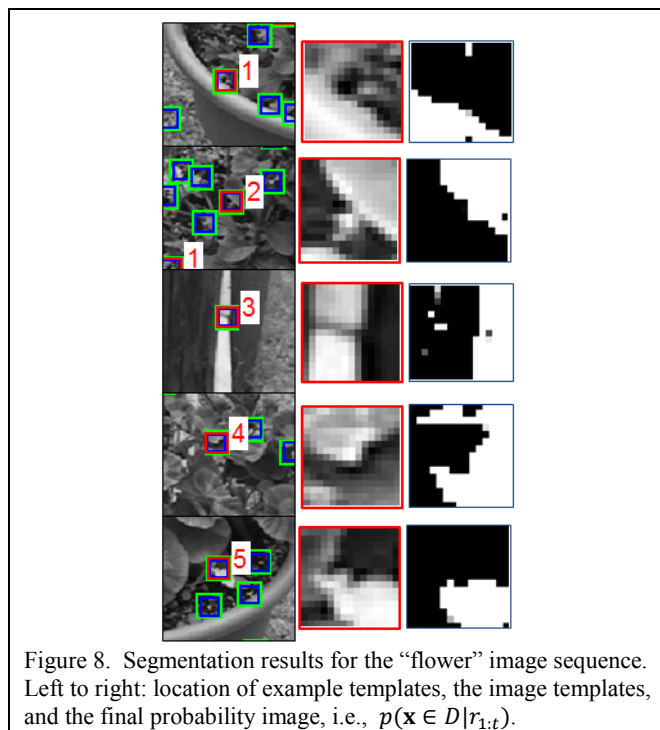 1
2
1
3
4
5
Figure 8. Segmentation results for the “flower” image sequence.
Left to right: location of example templates, the image templates,
and the final probability image, i.e., p(𝐱 ∈ D|r₁:ₜ).